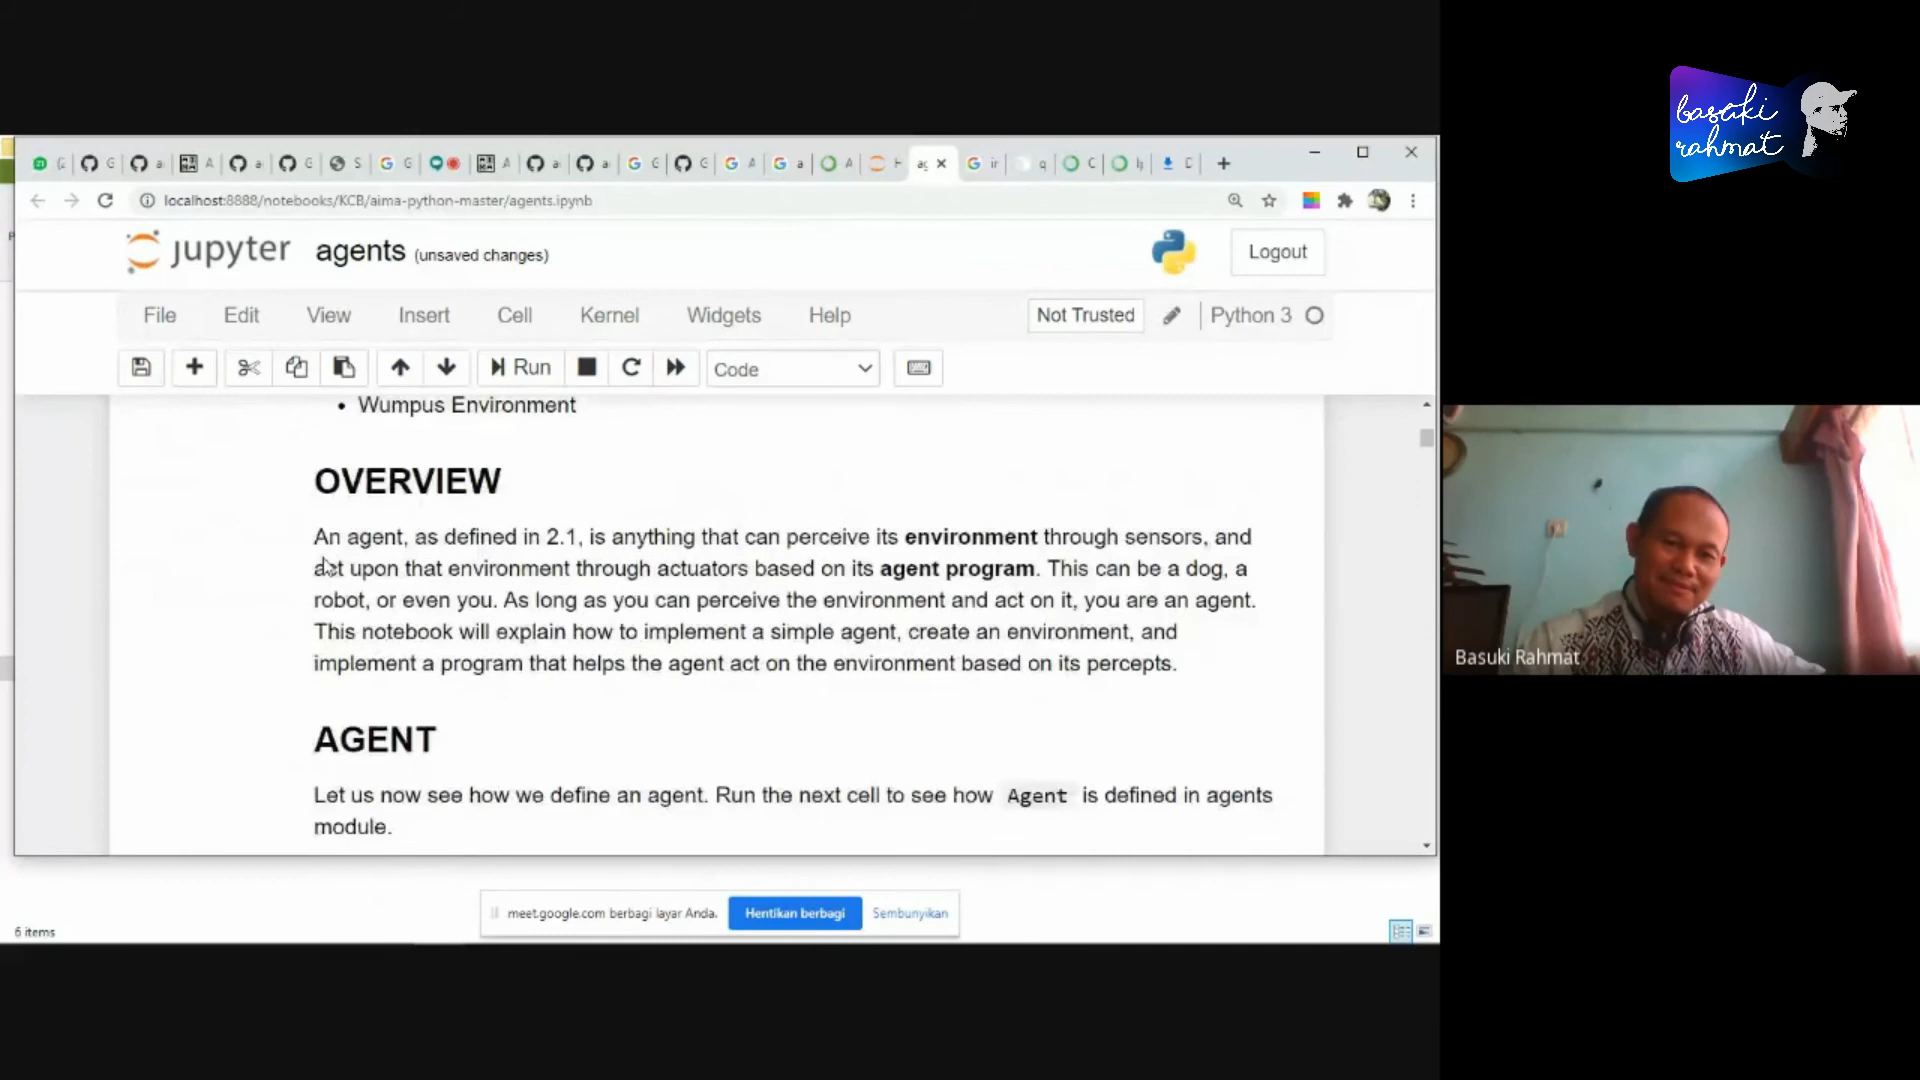 basuki
rahmat
localhost:8888/notebooks/KCB/aima-python-master/agents.ipynb
jupyter agents (unsaved changes) Logout
File Edit View Insert Cell Kernel Widgets Help Not Trusted Python 3
Run Code
• Wumpus Environment
OVERVIEW
An agent, as defined in 2.1, is anything that can perceive its environment through sensors, and
act upon that environment through actuators based on its agent program. This can be a dog, a
robot, or even you. As long as you can perceive the environment and act on it, you are an agent.
This notebook will explain how to implement a simple agent, create an environment, and
implement a program that helps the agent act on the environment based on its percepts.
AGENT
Let us now see how we define an agent. Run the next cell to see how Agent is defined in agents
module.
Basuki Rahmat
meet.google.com berbagi layar Anda. Hentikan berbagi Sembunyikan
6 items